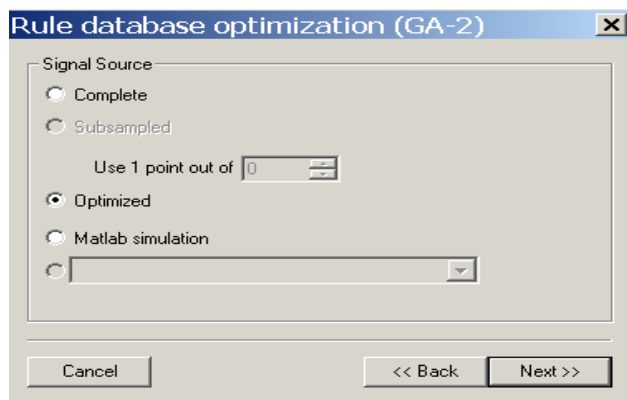 Rule database optimization (GA-2)
Signal Source
Complete
Subsampled
Use 1 point out of 0
Optimized
Matlab simulation
Cancel << Back Next >>